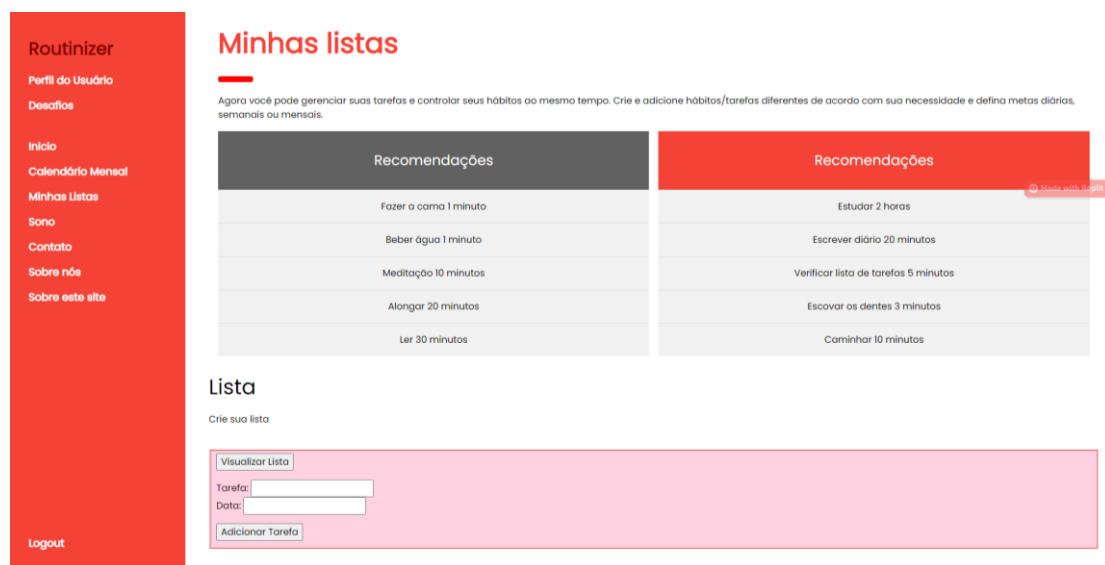 Routinizer
Perfil do Usuário
Desafios
Inicio
Calendário Mensal
Minhas Listas
Sono
Contato
Sobre nós
Sobre este site
Logout
Minhas listas
Agora você pode gerenciar suas tarefas e controlar seus hábitos ao mesmo tempo. Crie e adicione hábitos/tarefas diferentes de acordo com sua necessidade e defina metas diárias,
semanais ou mensais.
Recomendações
Fazer a cama 1 minuto
Beber água 1 minuto
Meditação 10 minutos
Alongar 20 minutos
Ler 30 minutos
Recomendações
Estudar 2 horas
Escrever diário 20 minutos
Verificar lista de tarefas 5 minutos
Escovar os dentes 3 minutos
Caminhar 10 minutos
Made with Replit
Lista
Crie sua lista
Visualizar Lista
Tarefa:
Data:
Adicionar Tarefa